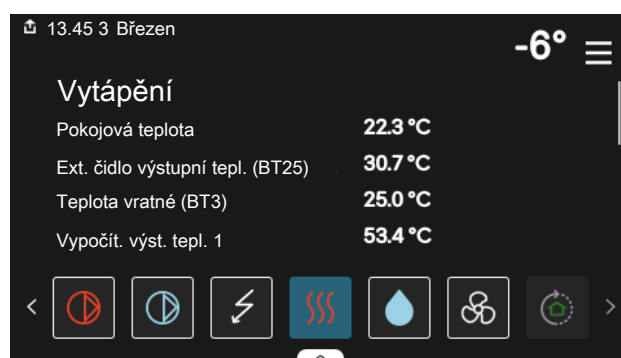 13.45 3 Březen
-6°
Vytápění
Pokojová teplota 22.3 °C
Ext. čidlo výstupní tepl. (BT25) 30.7 °C
Teplota vratné (BT3) 25.0 °C
Vypočít. výst. tepl. 1 53.4 °C